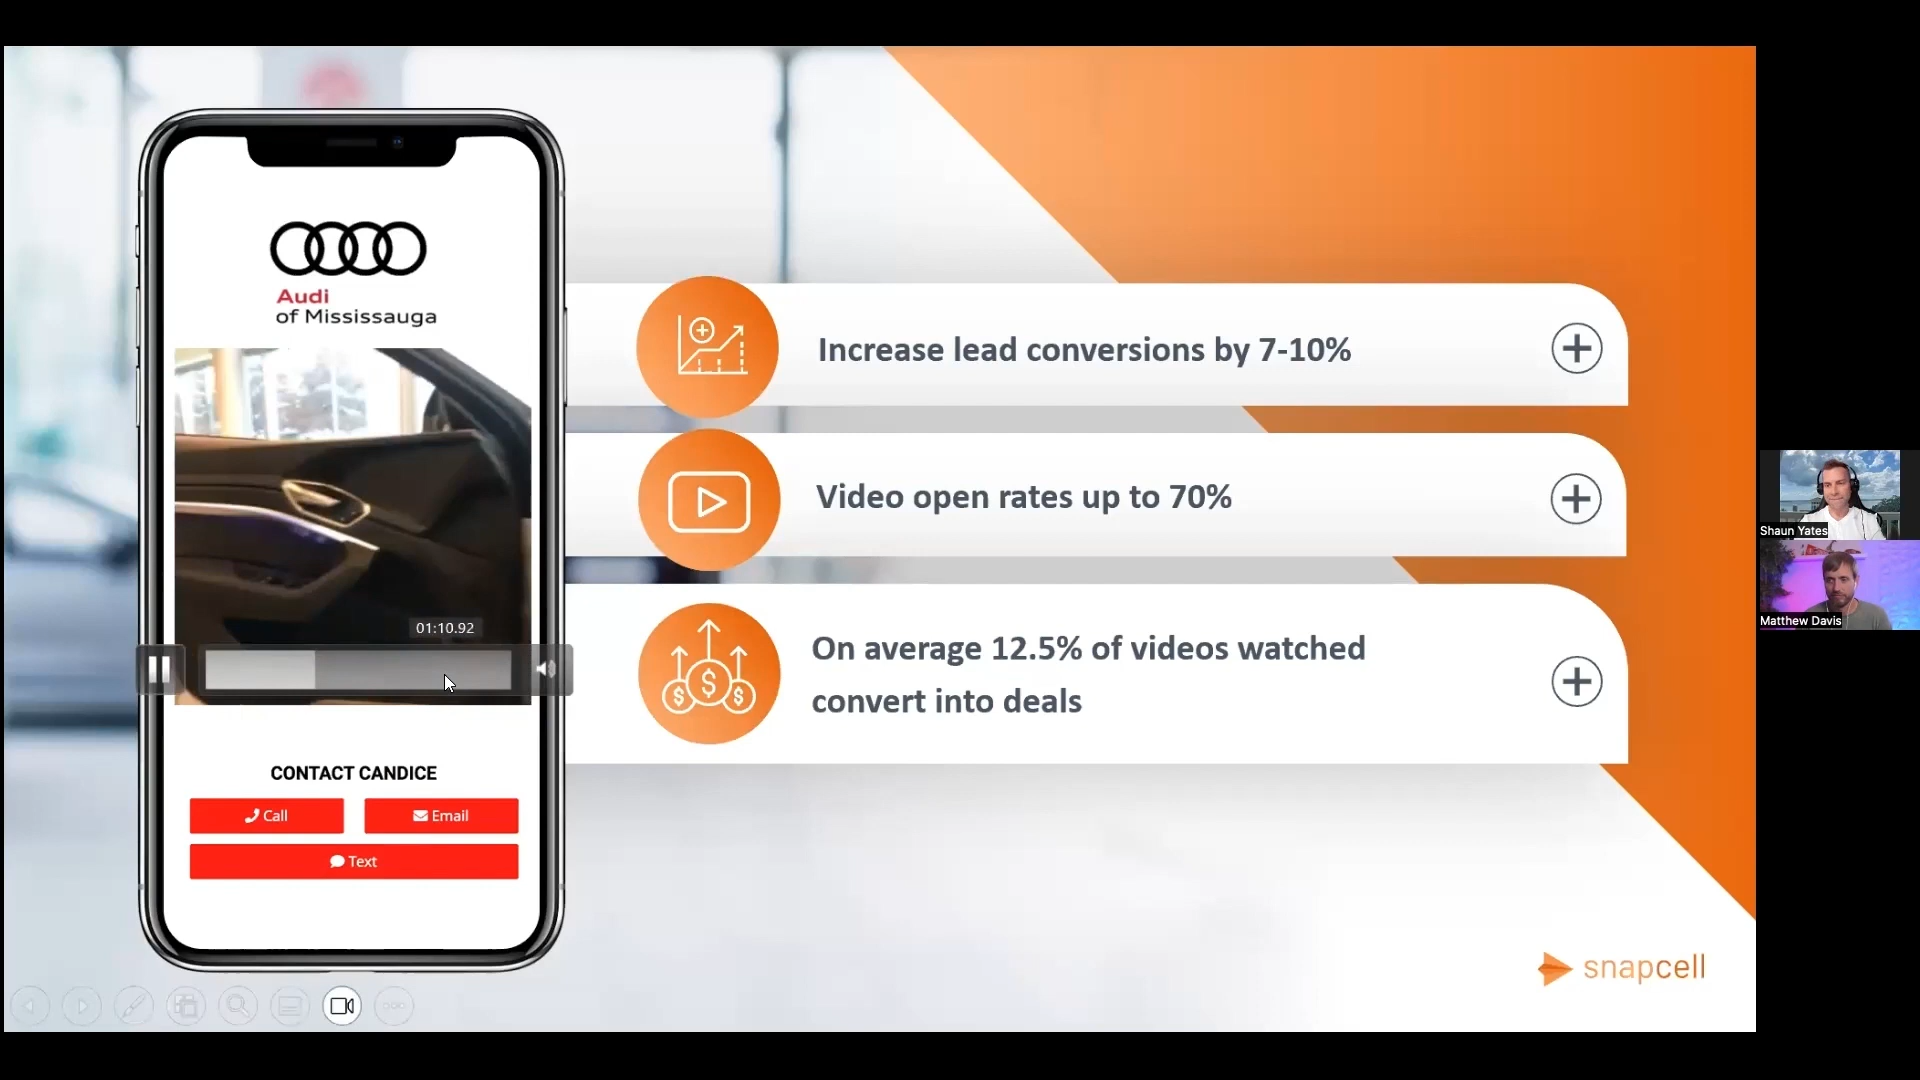 Audi
of Mississauga
01:10.92
CONTACT CANDICE
Call
Email
Text
Increase lead conversions by 7-10%
Video open rates up to 70%
On average 12.5% of videos watched
convert into deals
snapcell
Shaun Yates
Matthew Davis